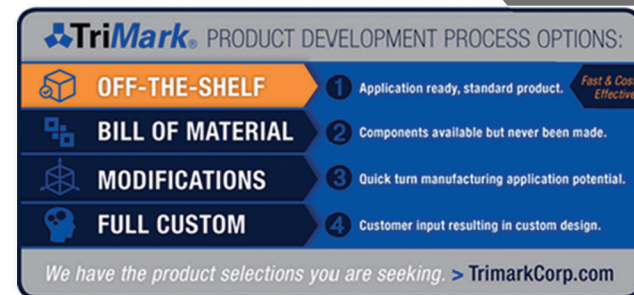 TriMark® PRODUCT DEVELOPMENT PROCESS OPTIONS:
OFF-THE-SHELF 1 Application ready, standard product. Fast & Cost
Effective
BILL OF MATERIAL 2 Components available but never been made.
MODIFICATIONS 3 Quick turn manufacturing application potential.
FULL CUSTOM 4 Customer input resulting in custom design.
We have the product selections you are seeking. > TrimarkCorp.com